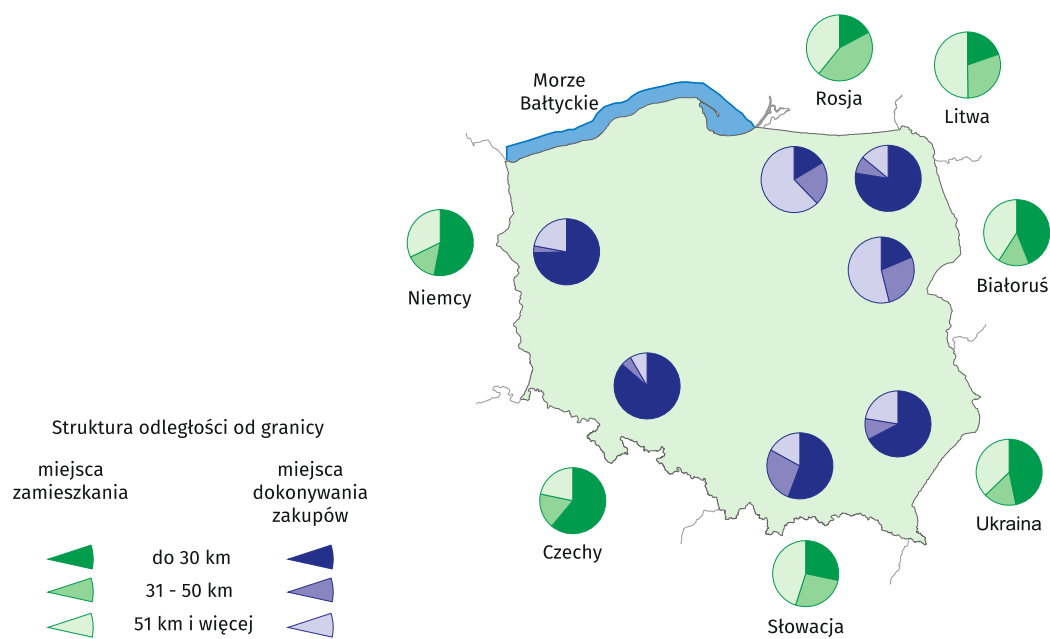 Morze
Bałtyckie
Rosja
Litwa
Białoruś
Niemcy
Struktura odległości od granicy
miejsca
zamieszkania
miejsca
dokonywania
zakupów
do 30 km
31 - 50 km
51 km i więcej
Czechy
Słowacja
Ukraina